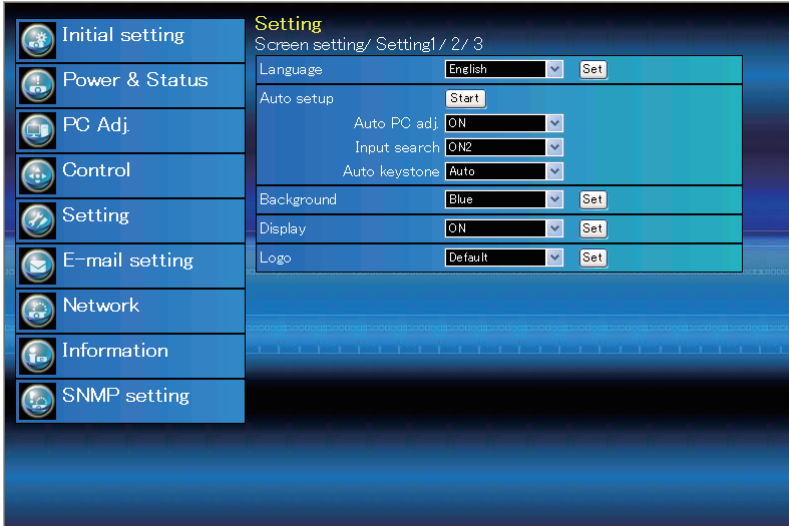 Initial setting
Power & Status
PC Adj.
Control
Setting
E-mail setting
Network
Information
SNMP setting
Setting
Screen setting/ Setting1/ 2/ 3
Language English Set
Auto setup Start
Auto PC adj. ON
Input search ON2
Auto keystone Auto
Background Blue Set
Display ON Set
Logo Default Set